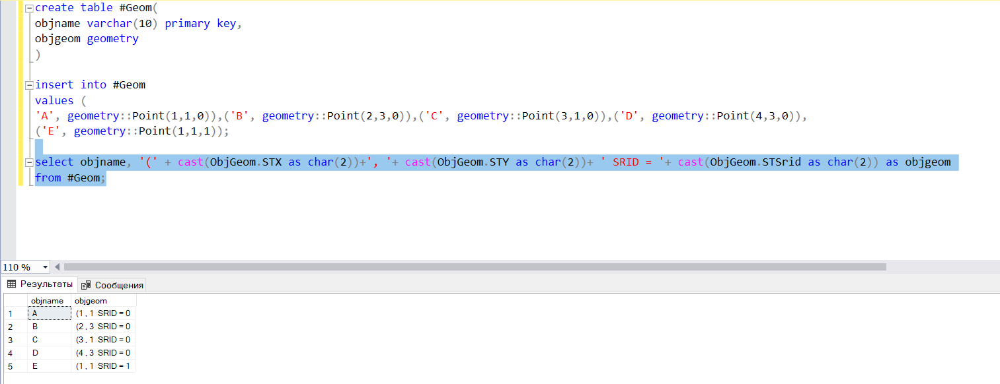 create table #Geom(
objname varchar(10) primary key,
objgeom geometry
)
insert into #Geom
values (
'A', geometry::Point(1,1,0)),('B', geometry::Point(2,3,0)),('C', geometry::Point(3,1,0)),('D', geometry::Point(4,3,0)),
('E', geometry::Point(1,1,1));
select objname, '(' + cast(ObjGeom.STX as char(2))+', '+ cast(ObjGeom.STY as char(2))+ ' SRID = '+ cast(ObjGeom.STSrid as char(2)) as objgeom
from #Geom;
110 %
Результаты Сообщения
objname objgeom
1 A (1 , 1 SRID = 0
2 B (2 , 3 SRID = 0
3 C (3 , 1 SRID = 0
4 D (4 , 3 SRID = 0
5 E (1 , 1 SRID = 1